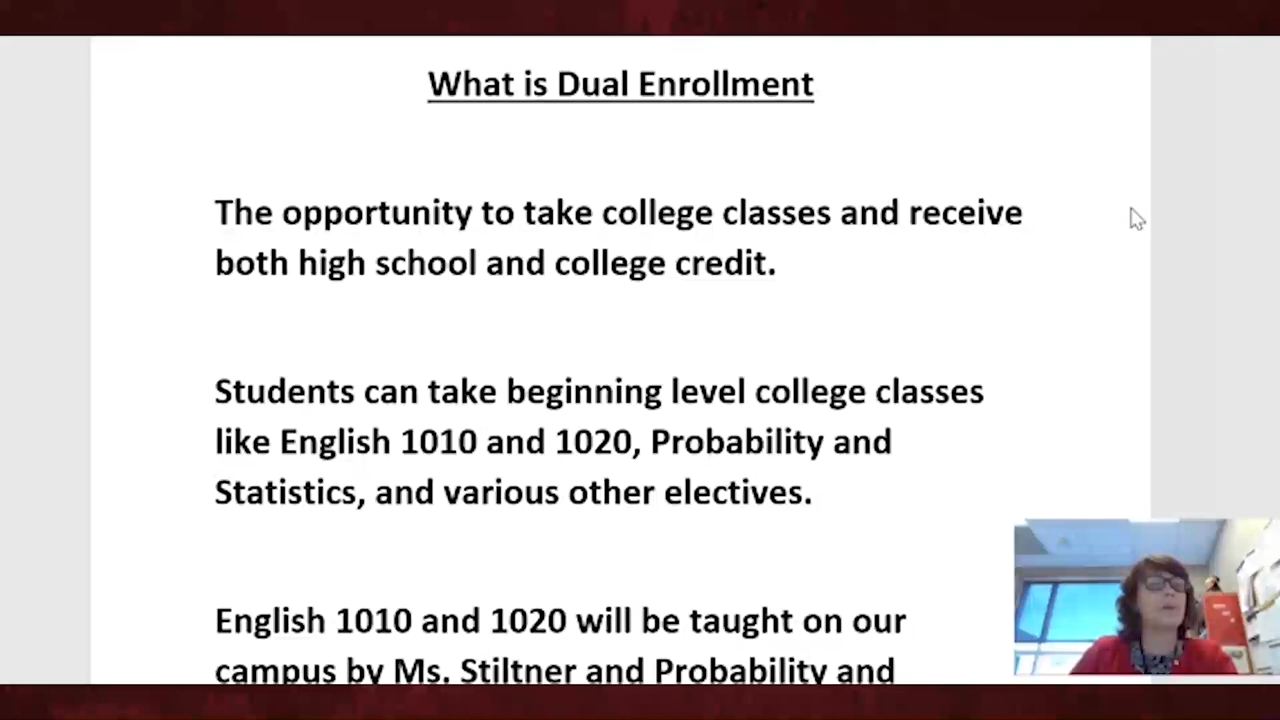 What is Dual Enrollment
The opportunity to take college classes and receive
both high school and college credit.
Students can take beginning level college classes
like English 1010 and 1020, Probability and
Statistics, and various other electives.
English 1010 and 1020 will be taught on our
campus by Ms. Stiltner and Probability and